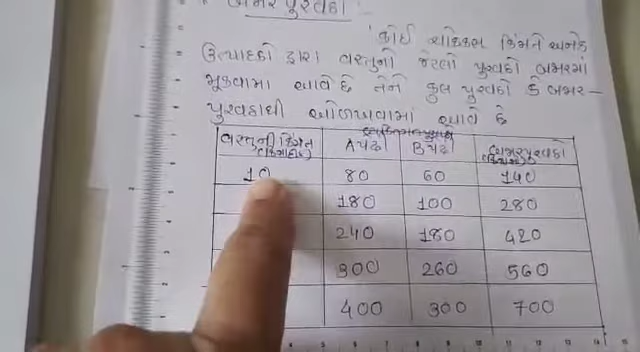 બજાર પુરવઠો :-
કોઈ ચોક્કસ કિંમતે અનેક
ઉત્પાદકો દ્વારા વસ્તુનો જેટલો પુરવઠો બજારમાં
મૂકવામાં આવે છે તેને કુલ પુરવઠો કે બજાર –
પુરવઠાથી ઓળખવામાં આવે છે
વસ્તુની કિંમત A પેઢી B પેઢી બજાર પુરવઠો
10 80 60 140
180 100 280
240 180 420
300 260 560
400 300 700